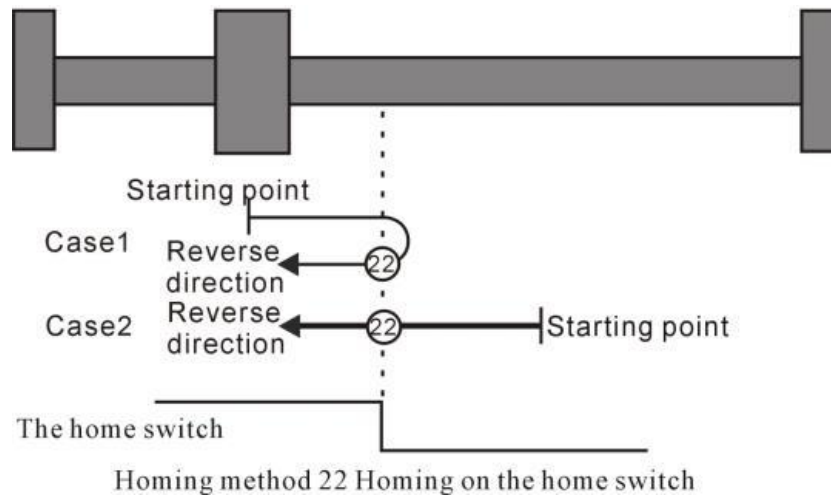 Starting point
Case1
Reverse
direction
22
Case2
Reverse
direction
22
Starting point
The home switch
Homing method 22 Homing on the home switch